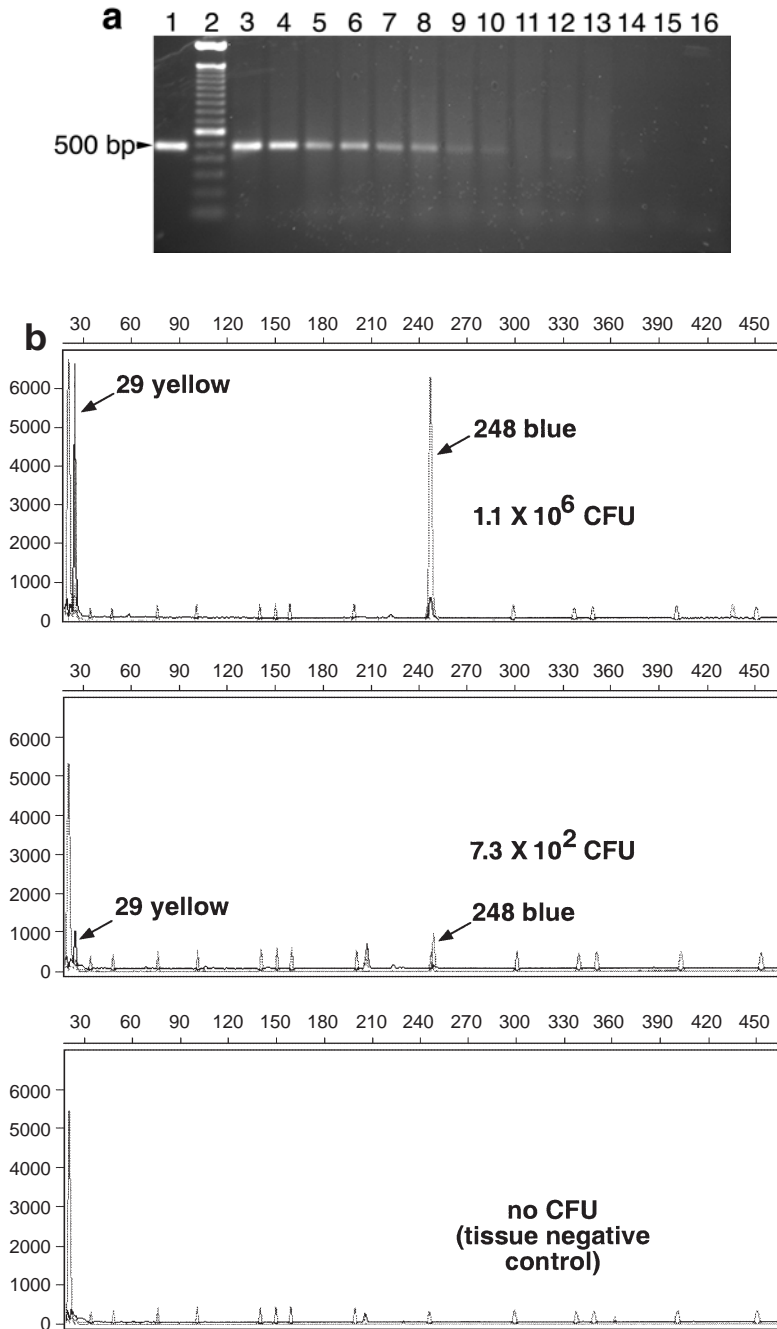 a
1 2 3 4 5 6 7 8 9 10 11 12 13 14 15 16
500 bp
b
30 60 90 120 150 180 210 240 270 300 330 360 390 420 450
6000
5000
4000
3000
2000
1000
0
29 yellow
248 blue
1.1 X 10^6 CFU
30 60 90 120 150 180 210 240 270 300 330 360 390 420 450
6000
5000
4000
3000
2000
1000
0
7.3 X 10^2 CFU
29 yellow
248 blue
30 60 90 120 150 180 210 240 270 300 330 360 390 420 450
6000
5000
4000
3000
2000
1000
0
no CFU
(tissue negative
control)